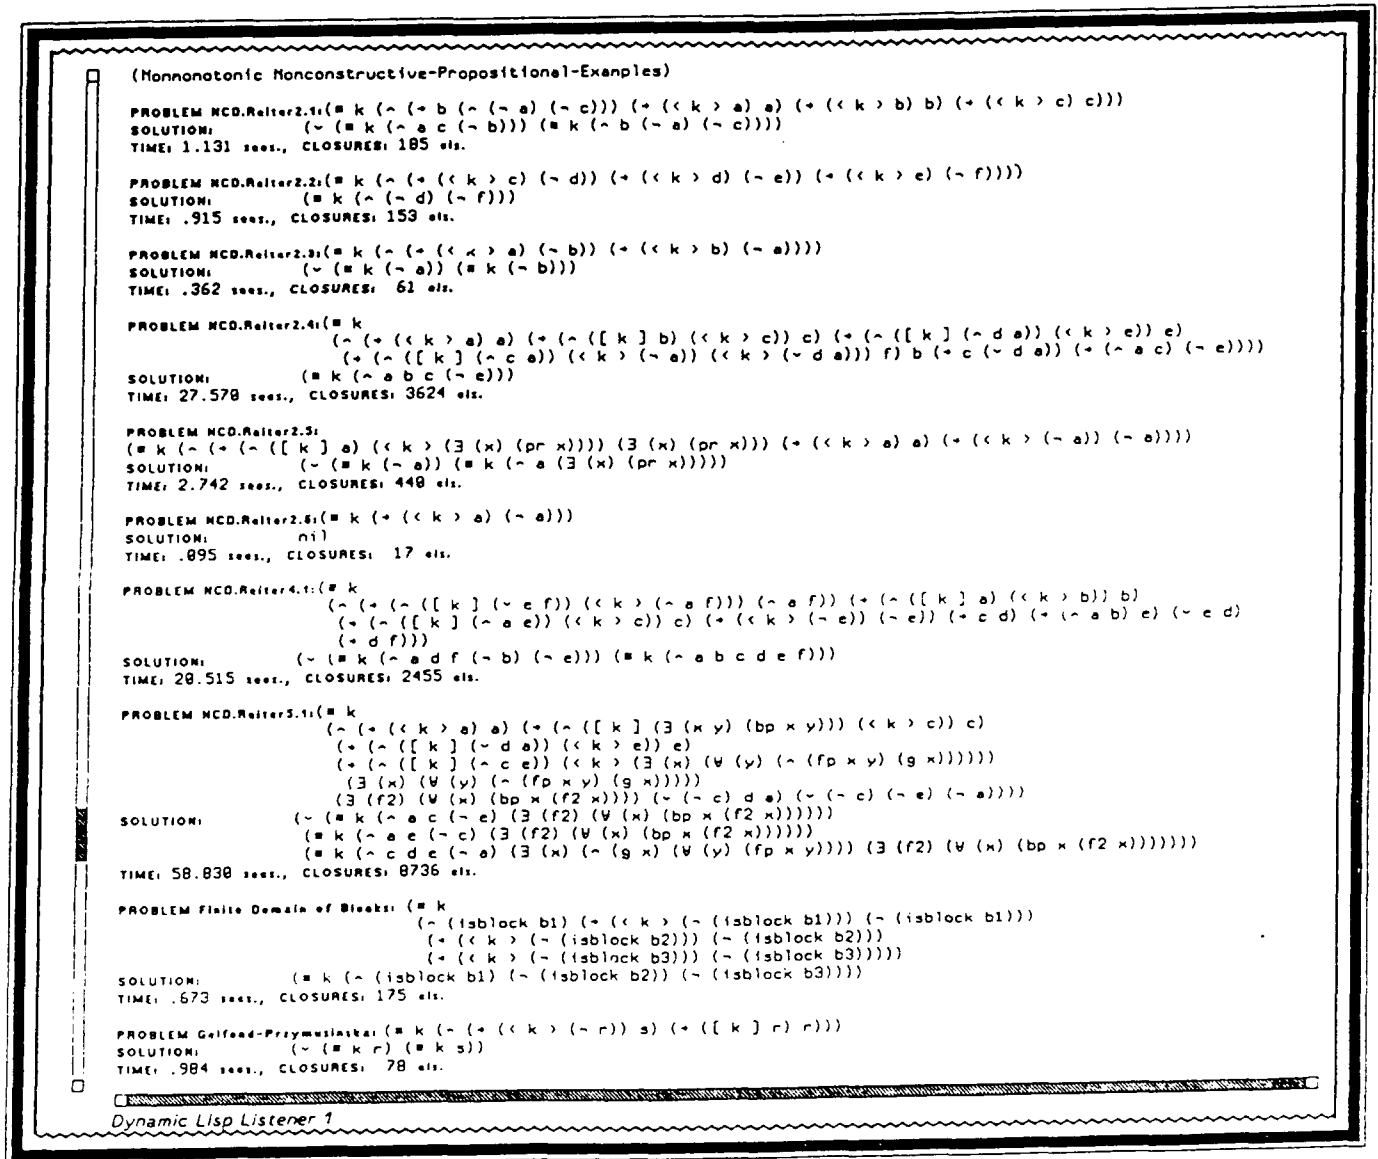 (Nonnonotonic Nonconstructive-Propositional-Examples)
PROBLEM NCD.Reiter2.1:(≡ k (^ (→ b (^ (¬ a) (¬ c))) (→ (< k > a) a) (→ (< k > b) b) (→ (< k > c) c)))
SOLUTION: (∨ (≡ k (^ a c (¬ b))) (≡ k (^ b (¬ a) (¬ c))))
TIME: 1.131 secs., CLOSURES: 185 els.
PROBLEM NCD.Reiter2.2:(≡ k (^ (→ (< k > c) (¬ d)) (→ (< k > d) (¬ e)) (→ (< k > e) (¬ f))))
SOLUTION: (≡ k (^ (¬ d) (¬ f)))
TIME: .915 secs., CLOSURES: 153 els.
PROBLEM NCD.Reiter2.3:(≡ k (^ (→ (< k > a) (¬ b)) (→ (< k > b) (¬ a))))
SOLUTION: (∨ (≡ k (¬ a)) (≡ k (¬ b)))
TIME: .362 secs., CLOSURES: 61 els.
PROBLEM NCD.Reiter2.4:(≡ k
(^ (→ (< k > a) a) (→ (^ ([ k ] b) (< k > c)) c) (→ (^ ([ k ] (^ d a)) (< k > e)) e)
(→ (^ ([ k ] (^ c a)) (< k > (¬ a)) (< k > (∨ d a))) f) b (→ c (∨ d a)) (→ (^ a c) (¬ e))))
SOLUTION: (≡ k (^ a b c (¬ e)))
TIME: 27.570 secs., CLOSURES: 3624 els.
PROBLEM NCD.Reiter2.5:
(≡ k (^ (→ (^ ([ k ] a) (< k > (∃ (x) (pr x)))) (∃ (x) (pr x))) (→ (< k > a) a) (→ (< k > (¬ a)) (¬ a))))
SOLUTION: (∨ (≡ k (¬ a)) (≡ k (^ a (∃ (x) (pr x)))))
TIME: 2.742 secs., CLOSURES: 440 els.
PROBLEM NCD.Reiter2.6:(≡ k (→ (< k > a) (¬ a)))
SOLUTION: nil
TIME: .095 secs., CLOSURES: 17 els.
PROBLEM NCD.Reiter4.1:(≡ k
(^ (→ (^ ([ k ] (∨ e f)) (< k > (^ a f))) (^ a f)) (→ (^ ([ k ] a) (< k > b)) b)
(→ (^ ([ k ] (^ a e)) (< k > c)) c) (→ (< k > (¬ e)) (¬ e)) (→ c d) (→ (^ a b) e) (∨ e d)
(→ d f)))
SOLUTION: (∨ (≡ k (^ a d f (¬ b) (¬ e))) (≡ k (^ a b c d e f)))
TIME: 20.515 secs., CLOSURES: 2455 els.
PROBLEM NCD.Reiter5.1:(≡ k
(^ (→ (< k > a) a) (→ (^ ([ k ] (∃ (x y) (bp x y))) (< k > c)) c)
(→ (^ ([ k ] (∨ d a)) (< k > e)) e)
(→ (^ ([ k ] (^ c e)) (< k > (∃ (x) (∀ (y) (^ (fp x y) (g x))))))
(∃ (x) (∀ (y) (^ (fp x y) (g x)))))
(∃ (f2) (∀ (x) (bp x (f2 x)))) (∨ (¬ c) d a) (∨ (¬ c) (¬ e) (¬ a))))
SOLUTION: (∨ (≡ k (^ a c (¬ e) (∃ (f2) (∀ (x) (bp x (f2 x))))))
(≡ k (^ a e (¬ c) (∃ (f2) (∀ (x) (bp x (f2 x))))))
(≡ k (^ c d e (¬ a) (∃ (x) (^ (g x) (∀ (y) (fp x y)))) (∃ (f2) (∀ (x) (bp x (f2 x)))))))
TIME: 58.830 secs., CLOSURES: 8736 els.
PROBLEM Finite Domain of Blocks: (≡ k
(^ (isblock b1) (→ (< k > (¬ (isblock b1))) (¬ (isblock b1)))
(→ (< k > (¬ (isblock b2))) (¬ (isblock b2)))
(→ (< k > (¬ (isblock b3))) (¬ (isblock b3)))))
SOLUTION: (≡ k (^ (isblock b1) (¬ (isblock b2)) (¬ (isblock b3))))
TIME: .673 secs., CLOSURES: 175 els.
PROBLEM Gelfond-Przymusinska: (≡ k (^ (→ (< k > (¬ r)) s) (→ ([ k ] r) r)))
SOLUTION: (∨ (≡ k r) (≡ k s))
TIME: .984 secs., CLOSURES: 78 els.
Dynamic Lisp Listener 1